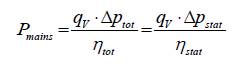 P_mains = (q_V · Δp_tot) / η_tot = (q_V · Δp_stat) / η_stat